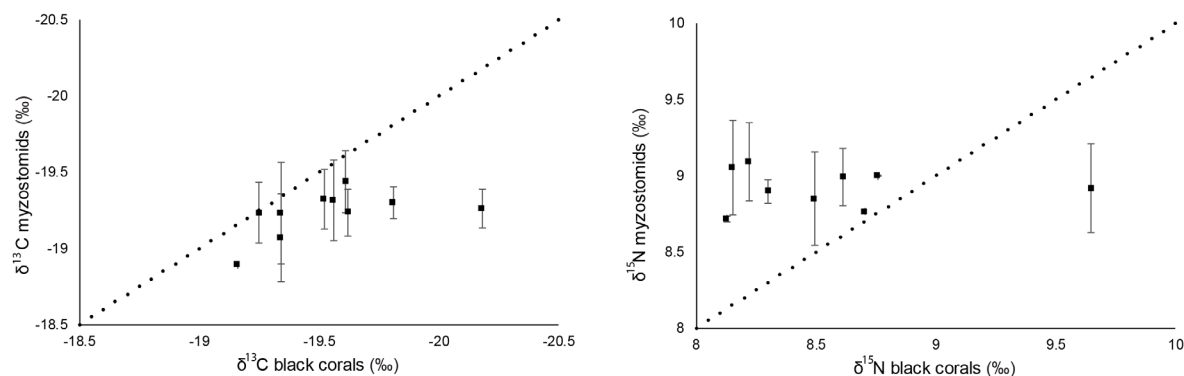 -20.5
-20
-19.5
-19
-18.5
δ¹³C myzostomids (‰)
-18.5 -19 -19.5 -20 -20.5
δ¹³C black corals (‰)
10
9.5
9
8.5
8
δ¹⁵N myzostomids (‰)
8 8.5 9 9.5 10
δ¹⁵N black corals (‰)